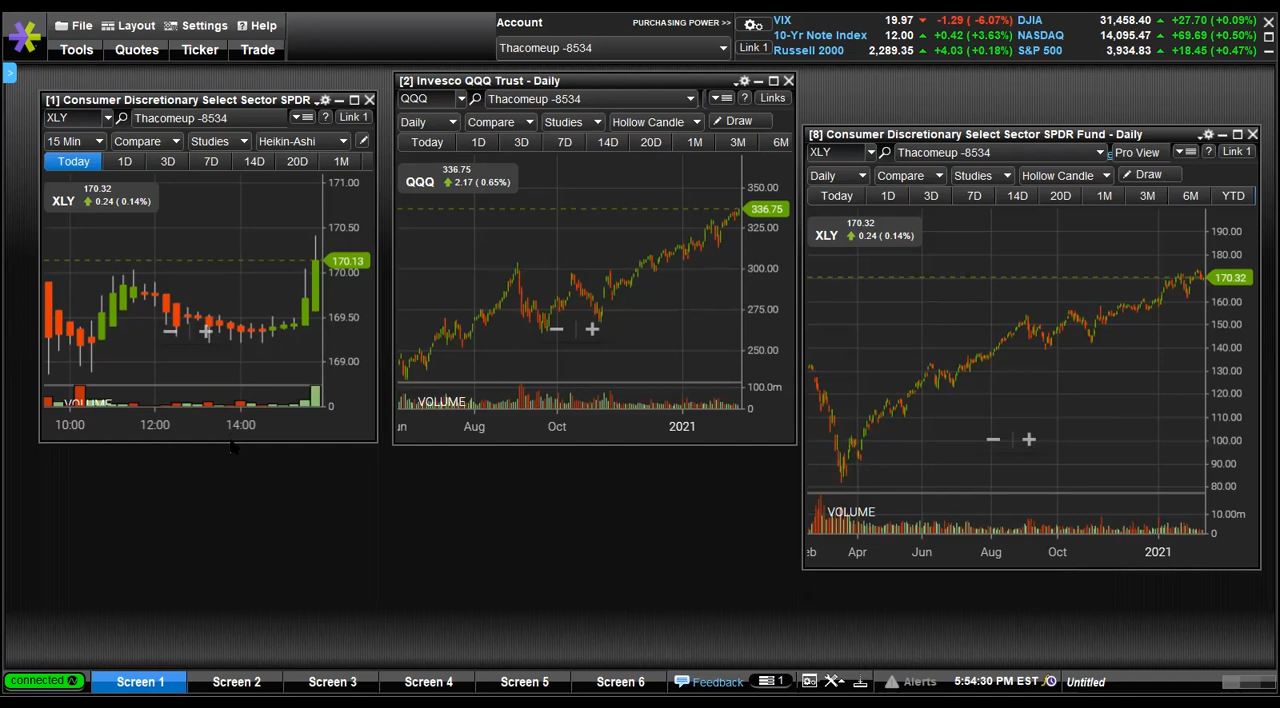 File Layout Settings Help
Tools Quotes Ticker Trade
Account PURCHASING POWER >>
Thacomeup -8534
Link 1
VIX 19.97 -1.29 (-6.07%) DJIA 31,458.40 +27.70 (+0.09%)
10-Yr Note Index 12.00 +0.42 (+3.63%) NASDAQ 14,095.47 +69.69 (+0.50%)
Russell 2000 2,289.35 +4.03 (+0.18%) S&P 500 3,934.83 +18.45 (+0.47%)
>
[1] Consumer Discretionary Select Sector SPDR
XLY Thacomeup -8534 ? Link 1
15 Min Compare Studies Heikin-Ashi
Today 1D 3D 7D 14D 20D 1M
170.32
XLY 0.24 (0.14%)
171.00
170.50
170.13
170.00
169.50
169.00
VOLUME
0
10:00 12:00 14:00
[2] Invesco QQQ Trust - Daily
QQQ Thacomeup -8534 ? Links
Daily Compare Studies Hollow Candle Draw
Today 1D 3D 7D 14D 20D 1M 3M 6M
336.75
QQQ 2.17 (0.65%)
350.00
336.75
325.00
300.00
275.00
250.00
100.0m
VOLUME
0
un Aug Oct 2021
[8] Consumer Discretionary Select Sector SPDR Fund - Daily
XLY Thacomeup -8534 Pro View ? Link 1
Daily Compare Studies Hollow Candle Draw
Today 1D 3D 7D 14D 20D 1M 3M 6M YTD
170.32
XLY 0.24 (0.14%)
190.00
180.00
170.32
160.00
150.00
140.00
130.00
120.00
110.00
100.00
90.00
80.00
VOLUME
10.00m
0
eb Apr Jun Aug Oct 2021
connected Screen 1 Screen 2 Screen 3 Screen 4 Screen 5 Screen 6 Feedback 1 Alerts 5:54:30 PM EST Untitled